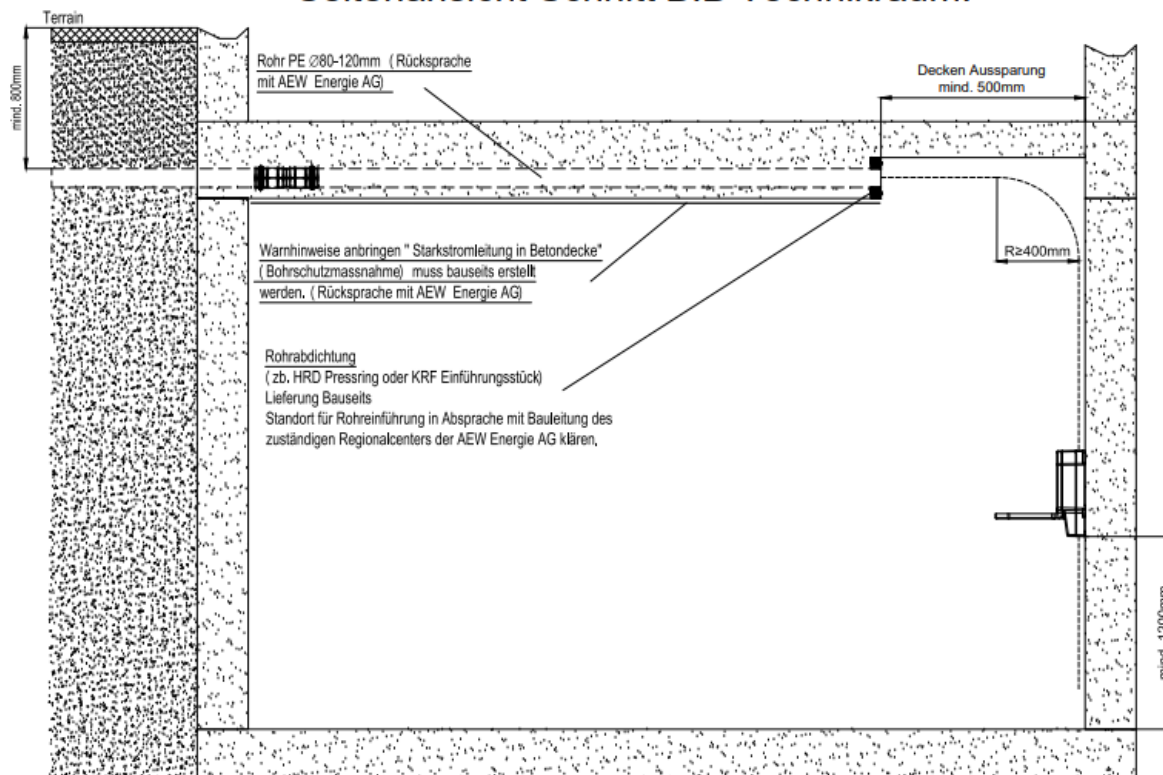 Terrain
mind. 800mm
Rohr PE Ø80-120mm ( Rücksprache
mit AEW Energie AG)
Decken Aussparung
mind. 500mm
R≥400mm
Warnhinweise anbringen " Starkstromleitung in Betondecke"
( Bohrschutzmassnahme) muss bauseits erstellt
werden. ( Rücksprache mit AEW Energie AG)
Rohrabdichtung
( zb. HRD Pressring oder KRF Einführungsstück)
Lieferung Bauseits
Standort für Rohreinführung in Absprache mit Bauleitung des
zuständigen Regionalcenters der AEW Energie AG klären.